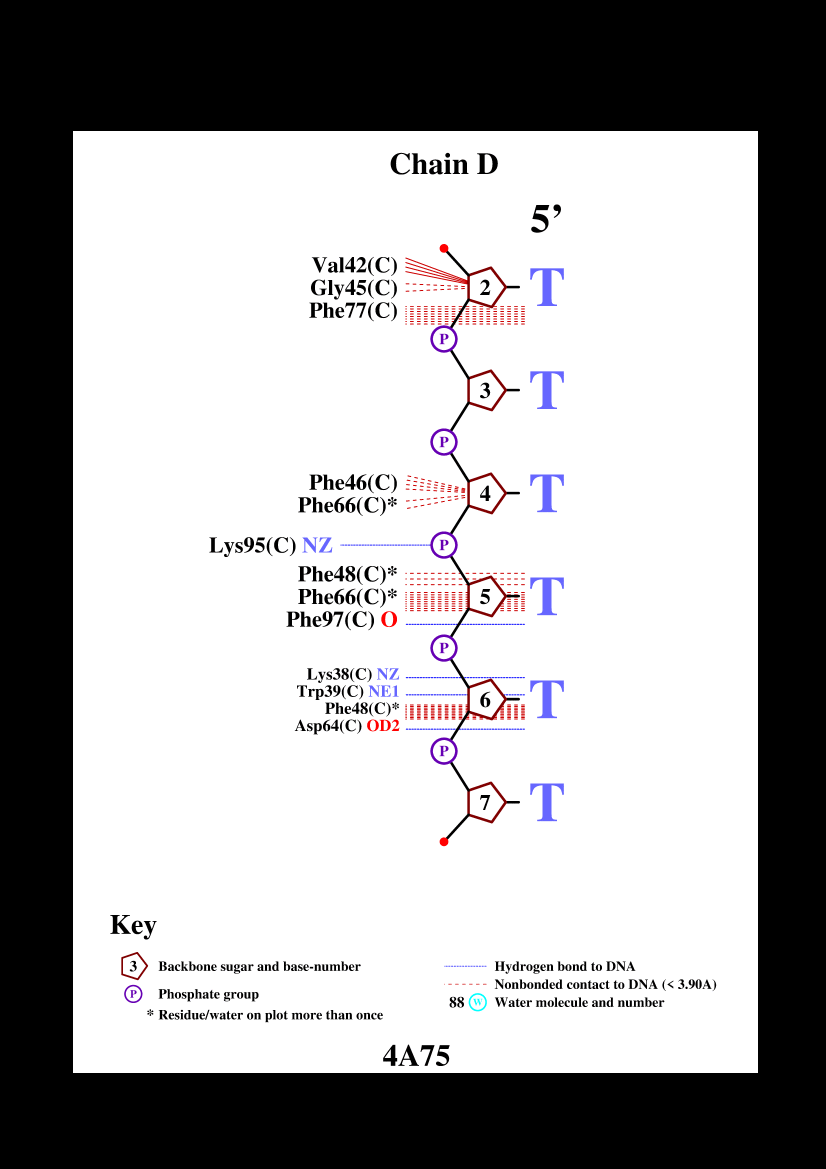 Chain D
5’
Val42(C)
Gly45(C)
2 T
Phe77(C)
P
3 T
P
Phe46(C)
4 T
Phe66(C)*
Lys95(C) NZ P
Phe48(C)*
Phe66(C)* 5 T
Phe97(C) O
P
Lys38(C) NZ
Trp39(C) NE1
6 T
Phe48(C)*
Asp64(C) OD2
P
7 T
Key
3 Backbone sugar and base-number
P Phosphate group
* Residue/water on plot more than once
Hydrogen bond to DNA
Nonbonded contact to DNA (< 3.90A)
88 W Water molecule and number
4A75